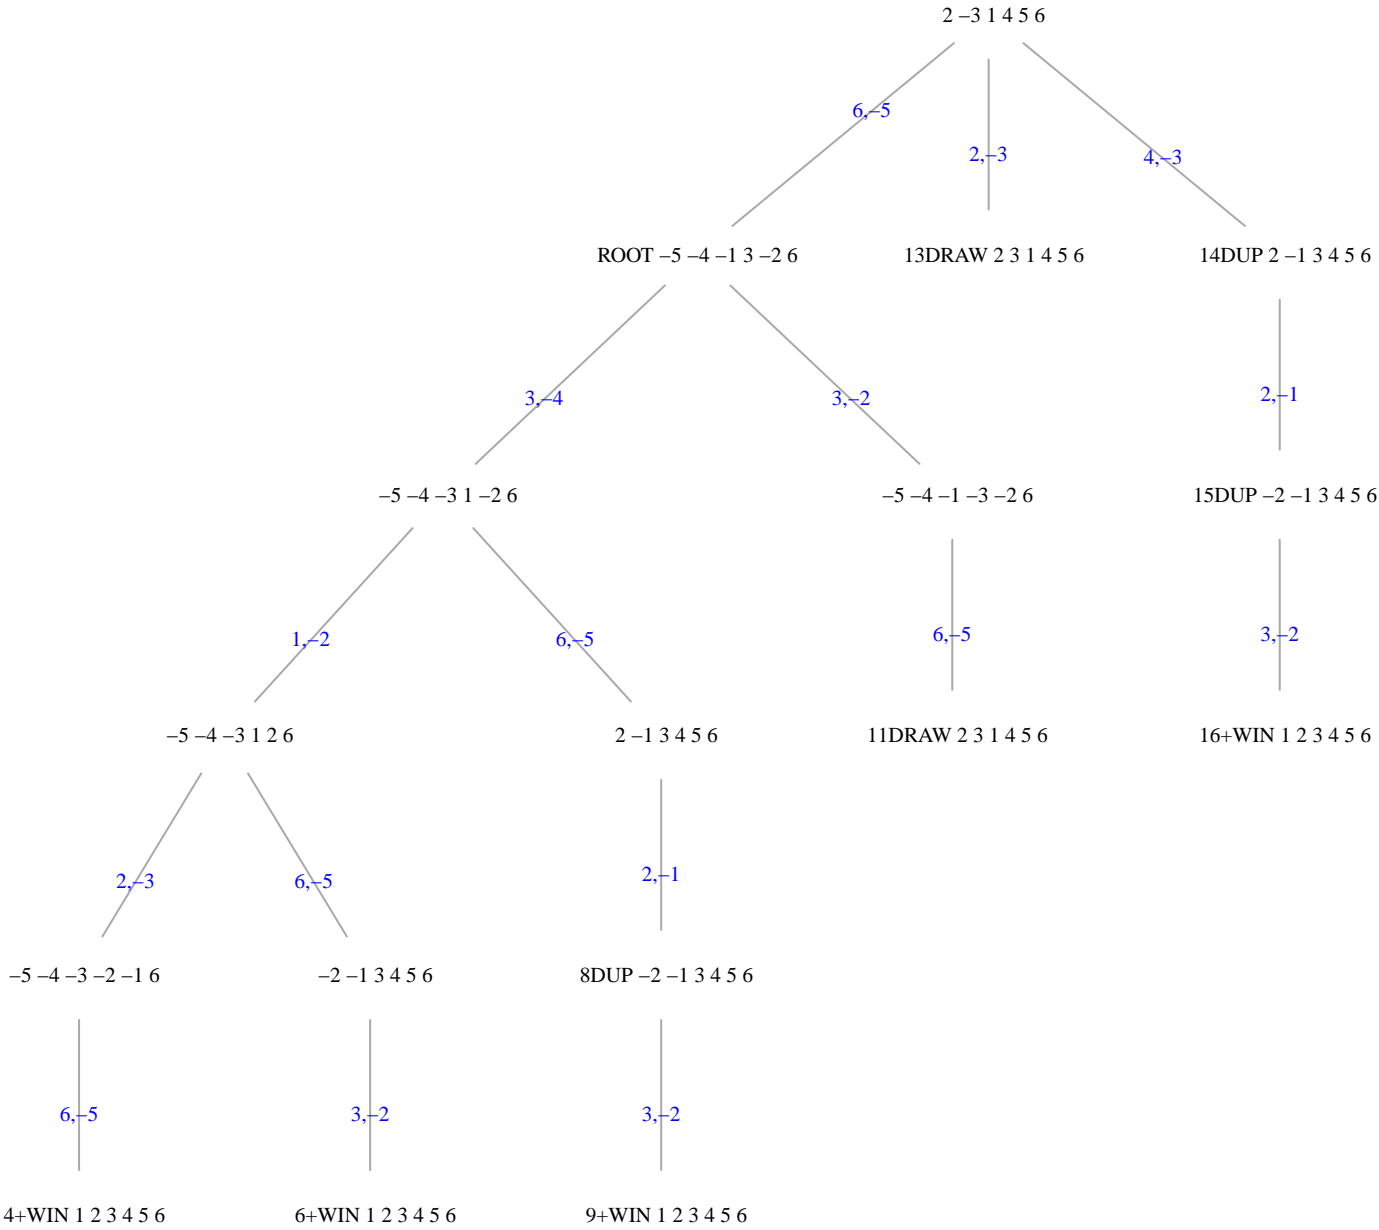 2 –3 1 4 5 6
6,–5
2,–3
4,–3
ROOT –5 –4 –1 3 –2 6
13DRAW 2 3 1 4 5 6
14DUP 2 –1 3 4 5 6
3,–4
3,–2
2,–1
–5 –4 –3 1 –2 6
–5 –4 –1 –3 –2 6
15DUP –2 –1 3 4 5 6
1,–2
6,–5
6,–5
3,–2
–5 –4 –3 1 2 6
2 –1 3 4 5 6
11DRAW 2 3 1 4 5 6
16+WIN 1 2 3 4 5 6
2,–3
6,–5
2,–1
–5 –4 –3 –2 –1 6
–2 –1 3 4 5 6
8DUP –2 –1 3 4 5 6
6,–5
3,–2
3,–2
4+WIN 1 2 3 4 5 6
6+WIN 1 2 3 4 5 6
9+WIN 1 2 3 4 5 6